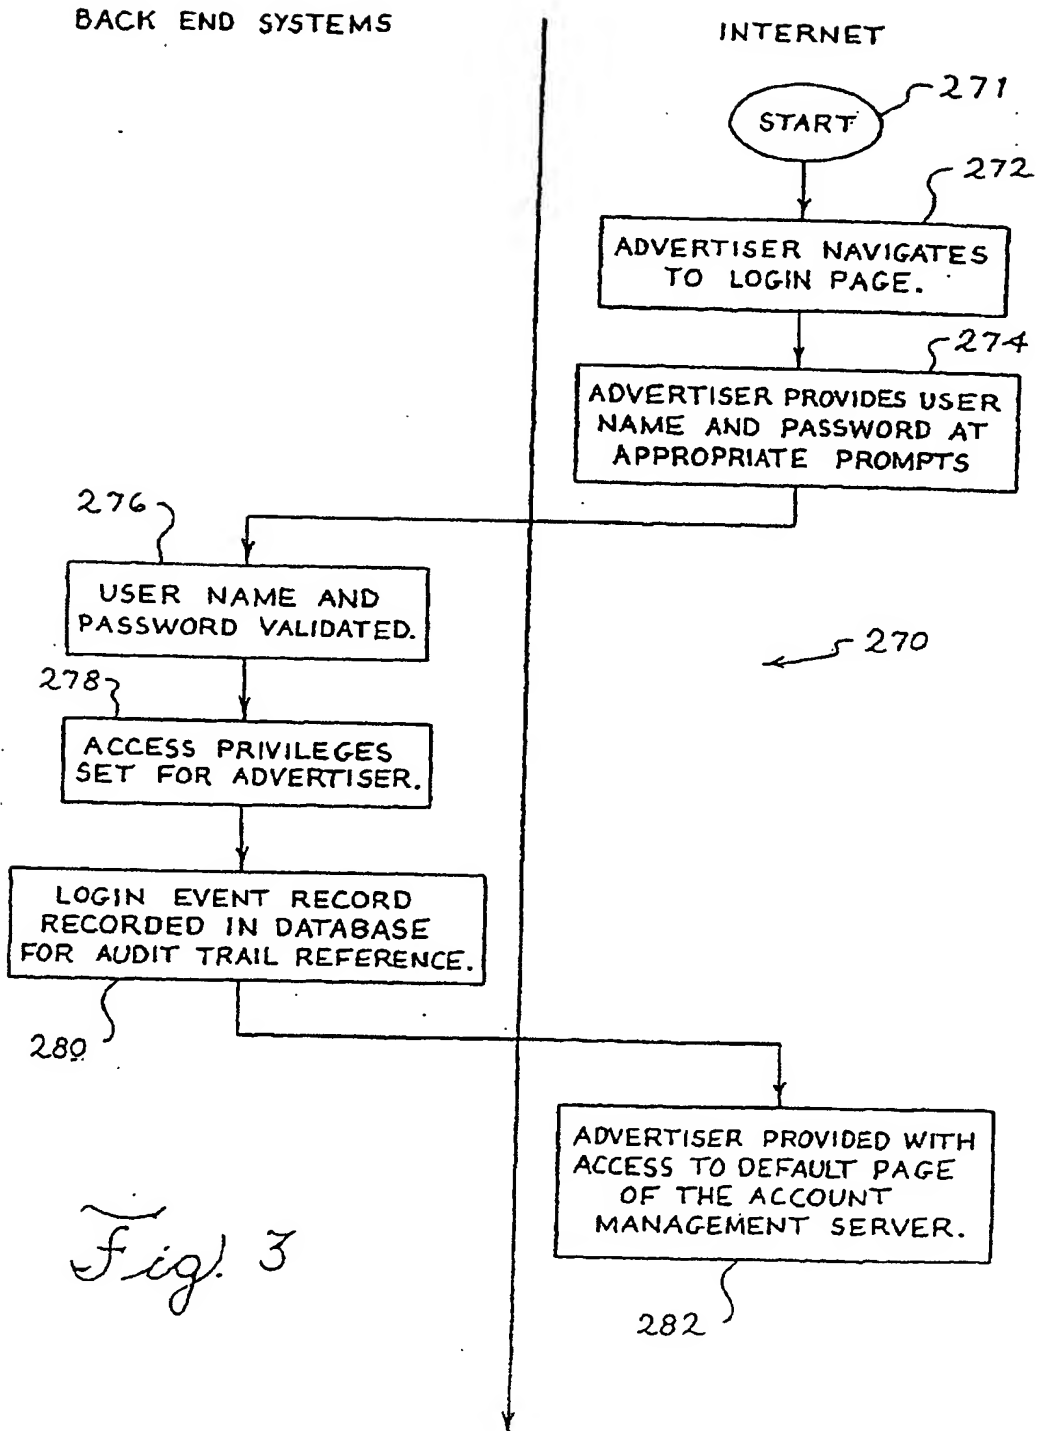 BACK END SYSTEMS
INTERNET
START
271
272
ADVERTISER NAVIGATES
TO LOGIN PAGE.
274
ADVERTISER PROVIDES USER
NAME AND PASSWORD AT
APPROPRIATE PROMPTS
276
USER NAME AND
PASSWORD VALIDATED.
270
278
ACCESS PRIVILEGES
SET FOR ADVERTISER.
LOGIN EVENT RECORD
RECORDED IN DATABASE
FOR AUDIT TRAIL REFERENCE.
280
ADVERTISER PROVIDED WITH
ACCESS TO DEFAULT PAGE
OF THE ACCOUNT
MANAGEMENT SERVER.
282
Fig. 3